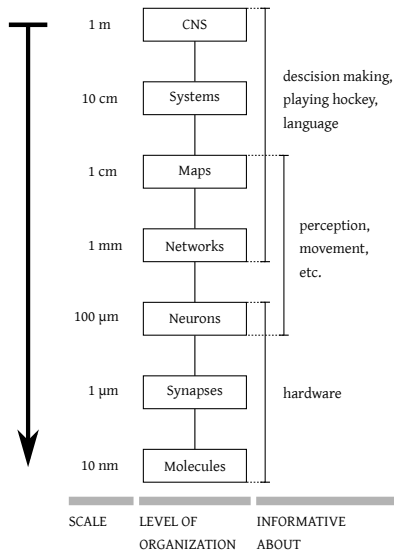 1 m
CNS
10 cm
Systems
descision making,
playing hockey,
language
1 cm
Maps
1 mm
Networks
perception,
movement,
etc.
100 µm
Neurons
1 µm
Synapses
hardware
10 nm
Molecules
SCALE
LEVEL OF
ORGANIZATION
INFORMATIVE
ABOUT